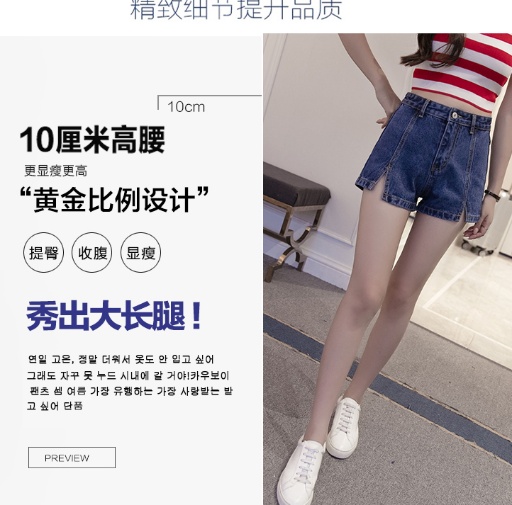 精致细节提升品质
10cm
10厘米高腰
更显瘦更高
“黄金比例设计”
提臀 收腹 显瘦
秀出大长腿！
연일 고온, 정말 더워서 옷도 안 입고 싶어
그래도 자꾸 못 누드 시내에 갈 거야!카우보이
팬츠 셈 여름 가장 유행하는 가장 사랑받는 받
고 싶어 단품
PREVIEW